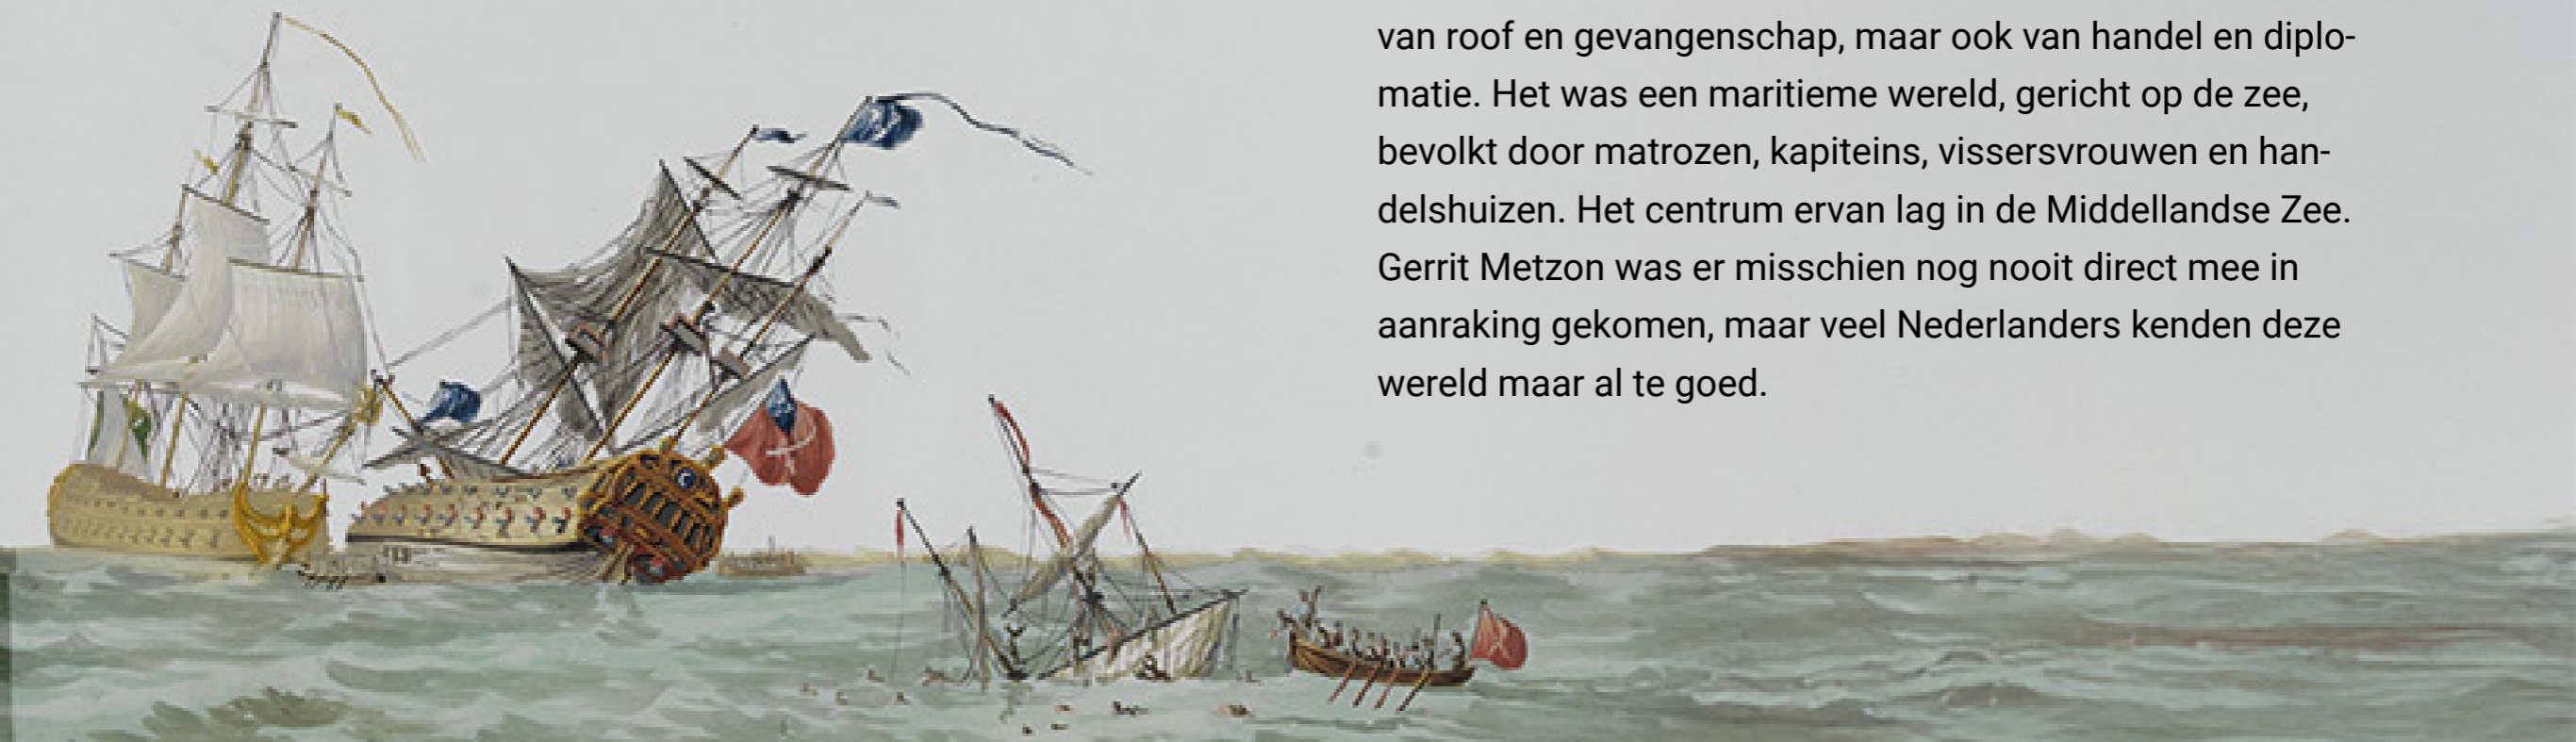 van roof en gevangenschap, maar ook van handel en diplo-
matie. Het was een maritieme wereld, gericht op de zee,
bevolkt door matrozen, kapiteins, vissersvrouwen en han-
delshuizen. Het centrum ervan lag in de Middellandse Zee.
Gerrit Metzon was er misschien nog nooit direct mee in
aanraking gekomen, maar veel Nederlanders kenden deze
wereld maar al te goed.